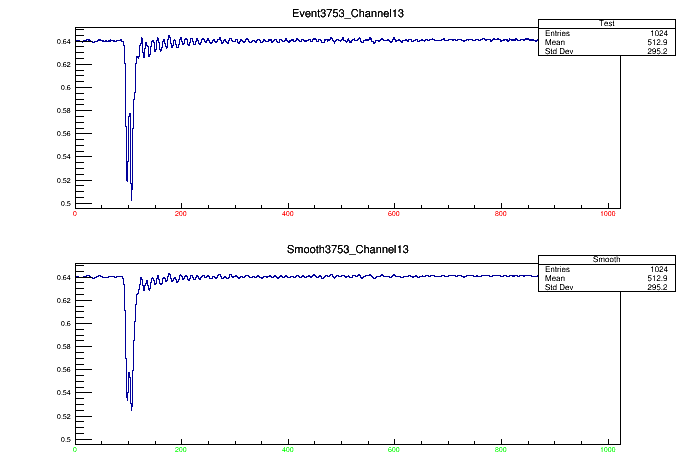 Event3753_Channel13
Test
Entries 1024
Mean 512.9
Std Dev 295.2
0.64
0.62
0.6
0.58
0.56
0.54
0.52
0.5
0 200 400 600 800 1000
Smooth3753_Channel13
Smooth
Entries 1024
Mean 512.9
Std Dev 295.2
0.64
0.62
0.6
0.58
0.56
0.54
0.52
0.5
0 200 400 600 800 1000